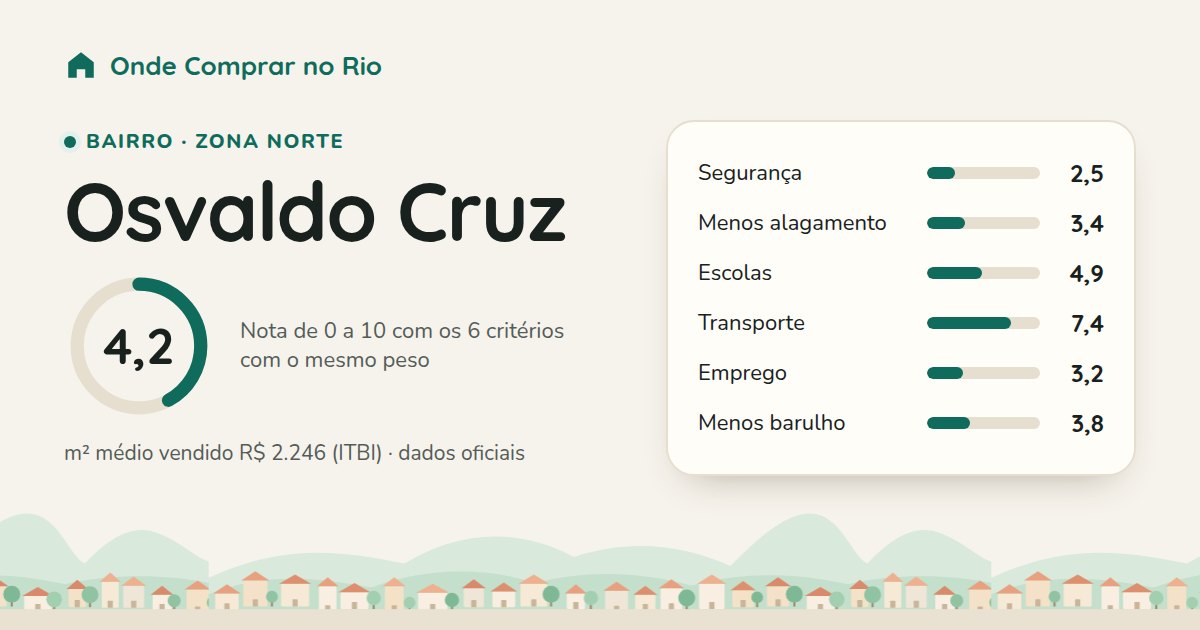 Onde Comprar no Rio
BAIRRO · ZONA NORTE
Osvaldo Cruz
4,2
Nota de 0 a 10 com os 6 critérios
com o mesmo peso
m² médio vendido R$ 2.246 (ITBI) · dados oficiais
Segurança 2,5
Menos alagamento 3,4
Escolas 4,9
Transporte 7,4
Emprego 3,2
Menos barulho 3,8